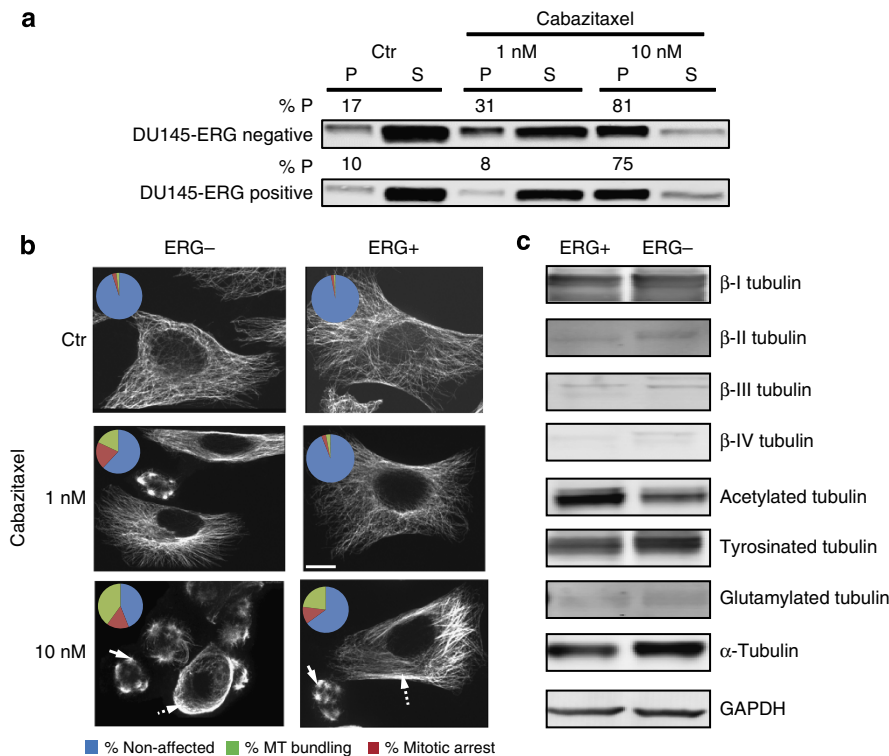 a
Cabazitaxel
Ctr 1 nM 10 nM
P S P S P S
% P 17 31 81
DU145-ERG negative
% P 10 8 75
DU145-ERG positive
b
ERG– ERG+
Ctr
Cabazitaxel
1 nM
10 nM
% Non-affected % MT bundling % Mitotic arrest
c
ERG+ ERG–
β-I tubulin
β-II tubulin
β-III tubulin
β-IV tubulin
Acetylated tubulin
Tyrosinated tubulin
Glutamylated tubulin
α-Tubulin
GAPDH